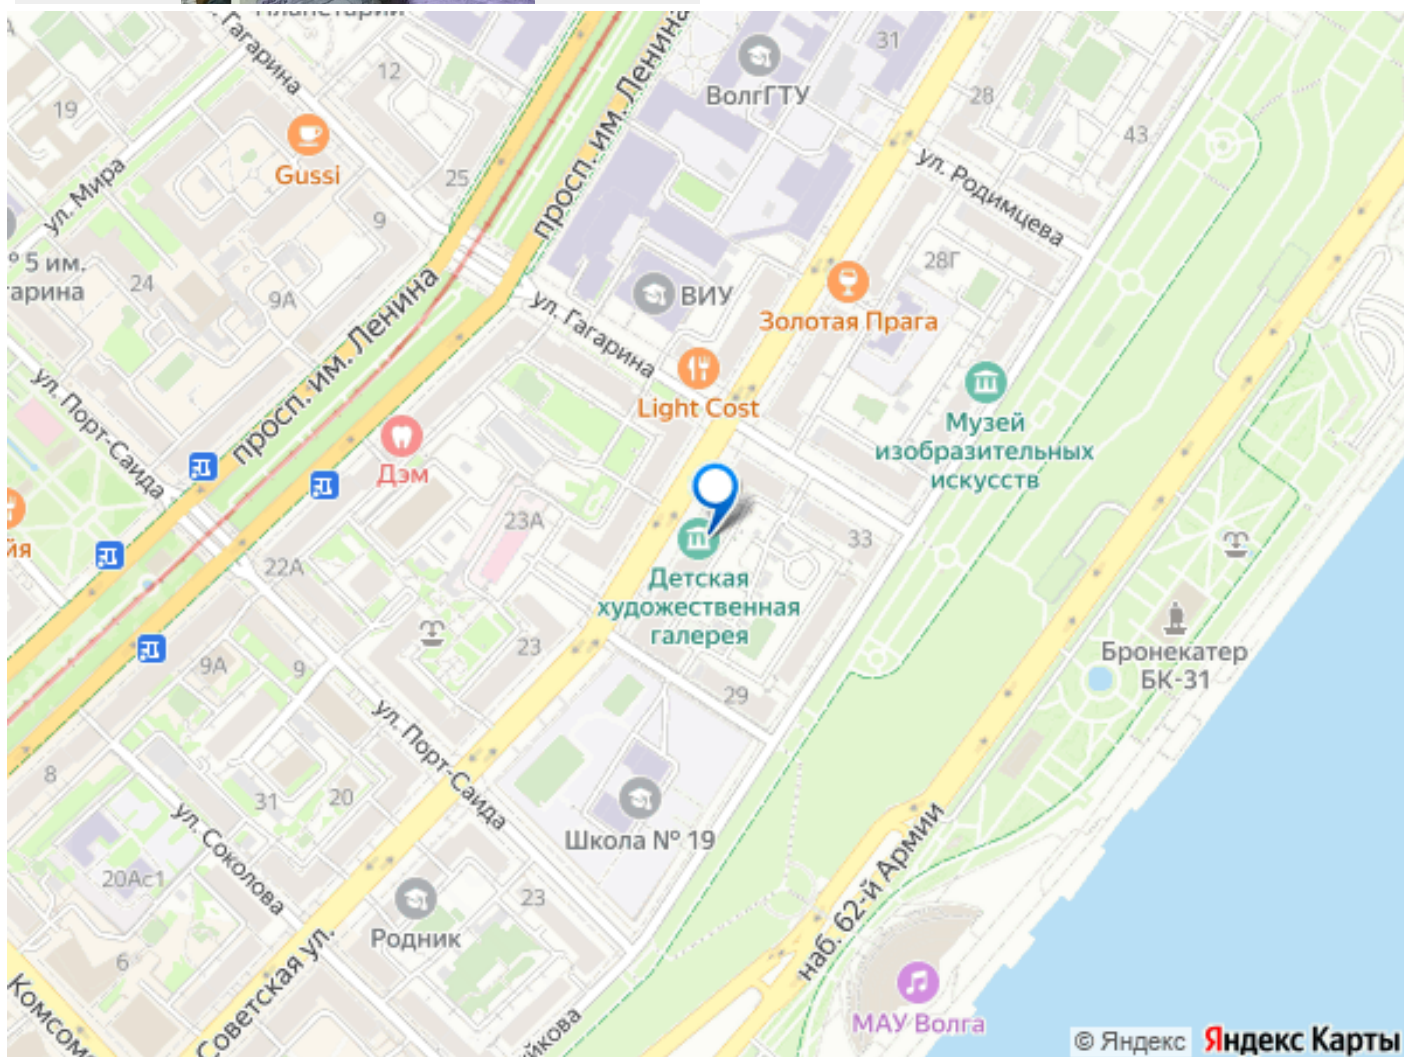 Планетарий
ул. Гагарина
12
31
ВолгГТУ
просп. им. Ленина
19
28
43
Gussi
25
ул. Мира
ул. Родимцева
9
№ 5 им.
24
9А
28Г
ВИУ
Золотая Прага
просп. им. Ленина
ул. Гагарина
Light Cost
ул. Порт-Саида
Дэм
Музей
изобразительных
искусств
23А
33
22А
Детская
художественная
галерея
9А
9
23
29
Бронекатер
БК-31
ул. Порт-Саида
8
31
20
ул. Соколова
Школа № 19
20Ас1
23
Родник
наб. 62-й Армии
6
Советская ул.
МАУ Волга
© Яндекс Яндекс Карты